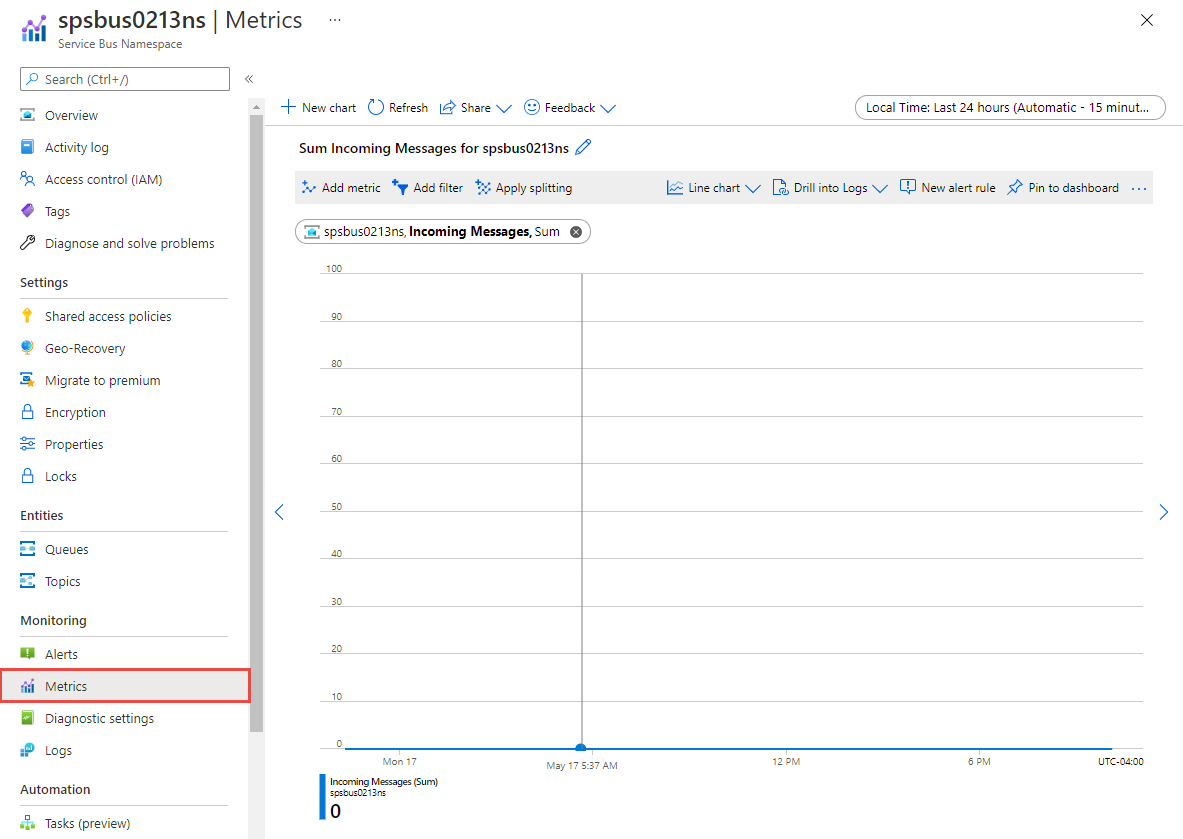 spsbus0213ns | Metrics ...
Service Bus Namespace
Search (Ctrl+/)
Overview
Activity log
Access control (IAM)
Tags
Diagnose and solve problems
Settings
Shared access policies
Geo-Recovery
Migrate to premium
Encryption
Properties
Locks
Entities
Queues
Topics
Monitoring
Alerts
Metrics
Diagnostic settings
Logs
Automation
Tasks (preview)
New chart Refresh Share Feedback Local Time: Last 24 hours (Automatic - 15 minut...
Sum Incoming Messages for spsbus0213ns
Add metric Add filter Apply splitting Line chart Drill into Logs New alert rule Pin to dashboard ...
spsbus0213ns, Incoming Messages, Sum
100
90
80
70
60
50
40
30
20
10
0
Mon 17 May 17 5:37 AM 12 PM 6 PM UTC-04:00
Incoming Messages (Sum)
spsbus0213ns
0